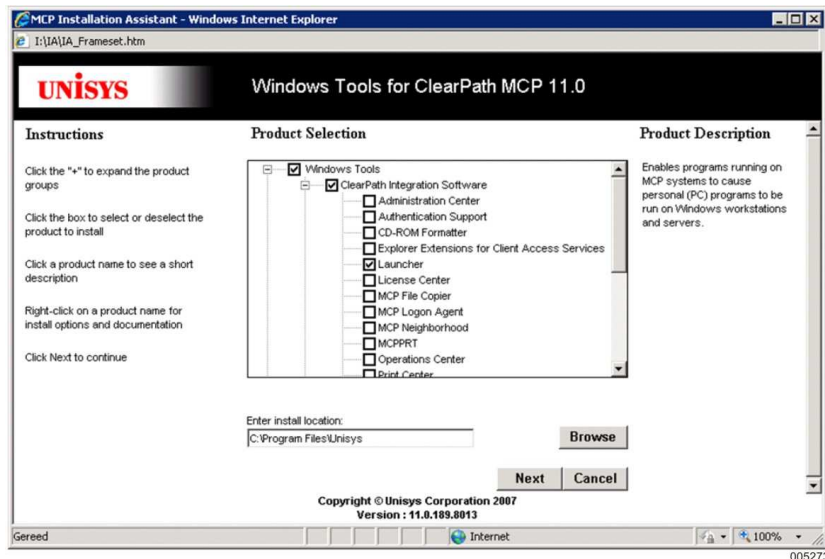 MCP Installation Assistant - Windows Internet Explorer
I:\IA\IA_Frameset.htm
UNISYS
Windows Tools for ClearPath MCP 11.0
Instructions
Click the "+" to expand the product
groups
Click the box to select or deselect the
product to install
Click a product name to see a short
description
Right-click on a product name for
install options and documentation
Click Next to continue
Product Selection
Windows Tools
ClearPath Integration Software
Administration Center
Authentication Support
CD-ROM Formatter
Explorer Extensions for Client Access Services
Launcher
License Center
MCP File Copier
MCP Logon Agent
MCP Neighborhood
MCPPRT
Operations Center
Print Center
Enter install location:
C:\Program Files\Unisys
Browse
Next
Cancel
Product Description
Enables programs running on
MCP systems to cause
personal (PC) programs to be
run on Windows workstations
and servers.
Copyright © Unisys Corporation 2007
Version : 11.0.189.8013
Gereed
Internet
100%